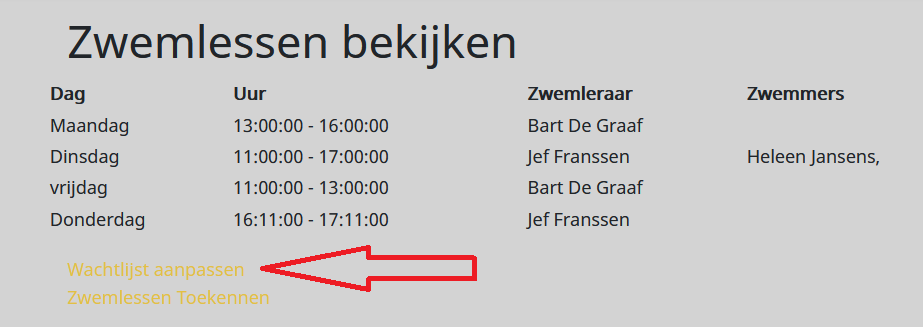 Zwemlessen bekijken
Dag Uur Zwemleraar Zwemmers
Maandag 13:00:00 - 16:00:00 Bart De Graaf
Dinsdag 11:00:00 - 17:00:00 Jef Franssen Heleen Jansens,
vrijdag 11:00:00 - 13:00:00 Bart De Graaf
Donderdag 16:11:00 - 17:11:00 Jef Franssen
Wachtlijst aanpassen
Zwemlessen Toekennen